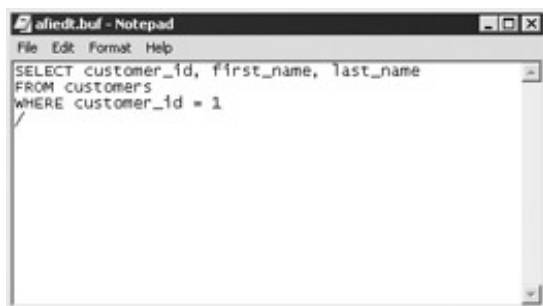 afiedt.buf - Notepad
File Edit Format Help
SELECT customer_id, first_name, last_name
FROM customers
WHERE customer_id = 1
/